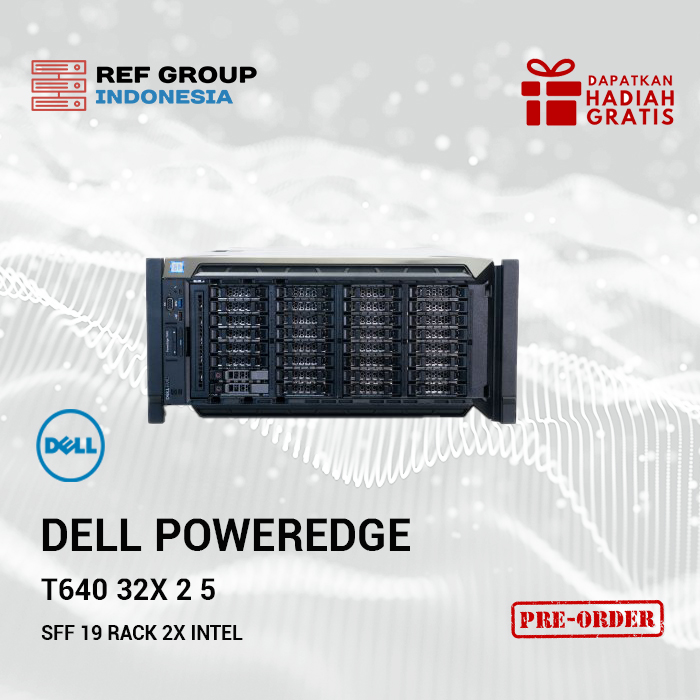 REF GROUP
INDONESIA
DAPATKAN
HADIAH
GRATIS
DELL
DELL POWEREDGE
T640 32X 2 5
SFF 19 RACK 2X INTEL
PRE-ORDER